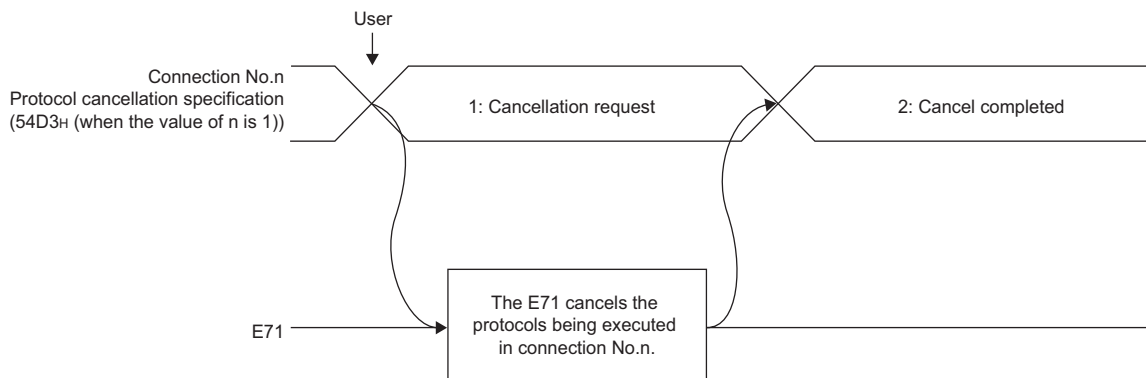 User
Connection No.n
Protocol cancellation specification
(54D3H (when the value of n is 1))
1: Cancellation request
2: Cancel completed
The E71 cancels the
protocols being executed
in connection No.n.
E71